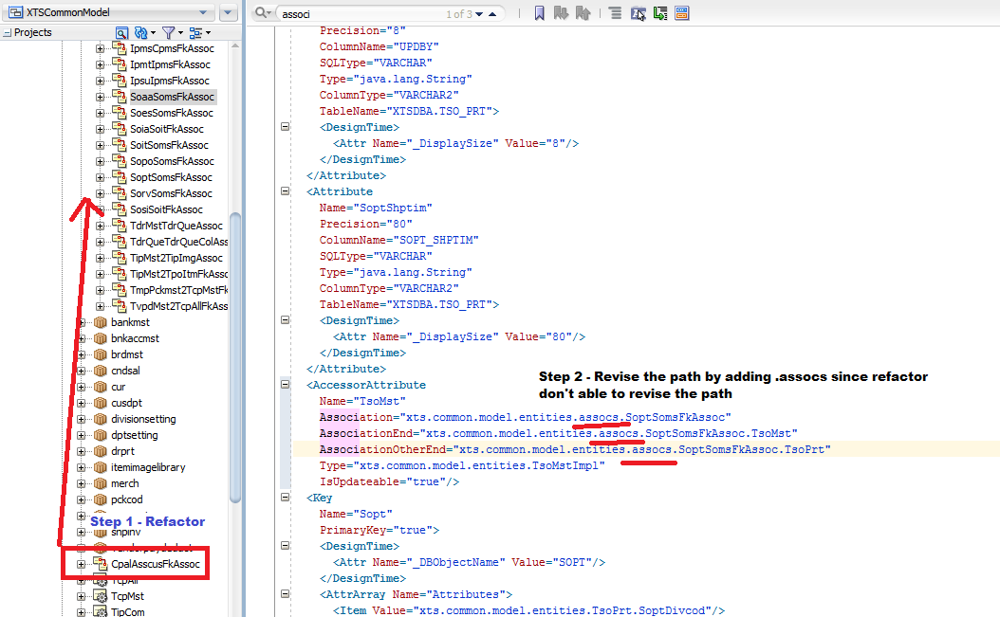 XTSCommonModel
Projects
IpmsCpmsFkAssoc
IpmtIpmsFkAssoc
IpsuIpmsFkAssoc
SoaaSomsFkAssoc
SoesSomsFkAssoc
SoiaSoitFkAssoc
SoitSomsFkAssoc
SopoSomsFkAssoc
SoptSomsFkAssoc
SorvSomsFkAssoc
SosiSoitFkAssoc
TdrMstTdrQueAssoc
TdrQueTdrQueColAss
TipMst2TipImgAssoc
TipMst2TpoItmFkAssc
TmpPckmst2TcpMstFk
TvpdMst2TcpAllFkAss
bankmst
bnkaccmst
brdmst
cndsal
cur
cusdpt
divisionsetting
dptsetting
drprt
itemimagelibrary
merch
pckcod
Step 1 - Refactor
snpinv
CpalAsscusFkAssoc
TcpAll
TcpMst
TipCom
associ
1 of 3
Precision="8"
ColumnName="UPDBY"
SQLType="VARCHAR"
Type="java.lang.String"
ColumnType="VARCHAR2"
TableName="XTSDBA.TSO_PRT">
<DesignTime>
<Attr Name="_DisplaySize" Value="8"/>
</DesignTime>
</Attribute>
<Attribute
Name="SoptShptim"
Precision="80"
ColumnName="SOPT_SHPTIM"
SQLType="VARCHAR"
Type="java.lang.String"
ColumnType="VARCHAR2"
TableName="XTSDBA.TSO_PRT">
<DesignTime>
<Attr Name="_DisplaySize" Value="80"/>
</DesignTime>
</Attribute>
Step 2 - Revise the path by adding .assocs since refactor
don't able to revise the path
<AccessorAttribute
Name="TsoMst"
Association="xts.common.model.entities.assocs.SoptSomsFkAssoc"
AssociationEnd="xts.common.model.entities.assocs.SoptSomsFkAssoc.TsoMst"
AssociationOtherEnd="xts.common.model.entities.assocs.SoptSomsFkAssoc.TsoPrt"
Type="xts.common.model.entities.TsoMstImpl"
IsUpdateable="true"/>
<Key
Name="Sopt"
PrimaryKey="true">
<DesignTime>
<Attr Name="_DBObjectName" Value="SOPT"/>
</DesignTime>
<AttrArray Name="Attributes">
<Item Value="xts.common.model.entities.TsoPrt.SoptDivcod"/>